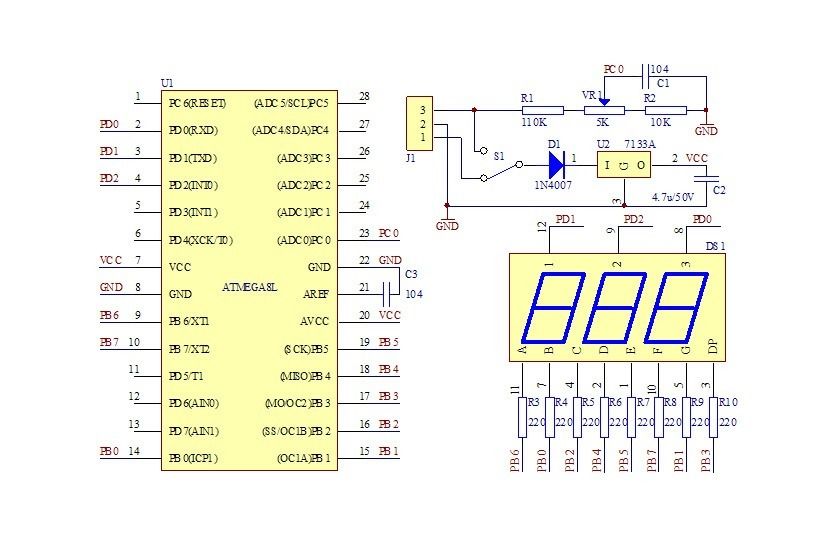 U1
1 PC6(RESET) (ADC5/SCL)PC5 28
PD0 2 PD0(RXD) (ADC4/SDA)PC4 27
PD1 3 PD1(TXD) (ADC3)PC3 26
PD2 4 PD2(INT0) (ADC2)PC2 25
5 PD3(INT1) (ADC1)PC1 24
6 PD4(XCK/T0) (ADC0)PC0 23 PC0
VCC 7 VCC GND 22 GND
GND 8 GND ATMEGA8L AREF 21
C3
104
PB6 9 PB6/XT1 AVCC 20 VCC
PB7 10 PB7/XT2 (SCK)PB5 19 PB5
11 PD5/T1 (MISO)PB4 18 PB4
12 PD6(AIN0) (MOOC2)PB3 17 PB3
13 PD7(AIN1) (SS/OC1B)PB2 16 PB2
PB0 14 PB0(ICP1) (OC1A)PB1 15 PB1
PC0 104
C1
R1 VR1 R2
110K 5K 10K
GND
3
2
1
J1
S1
D1 U2 7133A
1 I G O 2 VCC
1N4007
3 4.7u/50V C2
GND
12 PD1 9 PD2 8 PD0
DS1
1 2 3
A B C D E F G DP
11 7 4 2 1 10 5 3
R3 R4 R5 R6 R7 R8 R9 R10
220 220 220 220 220 220 220 220
PB6 PB0 PB2 PB4 PB5 PB7 PB1 PB3